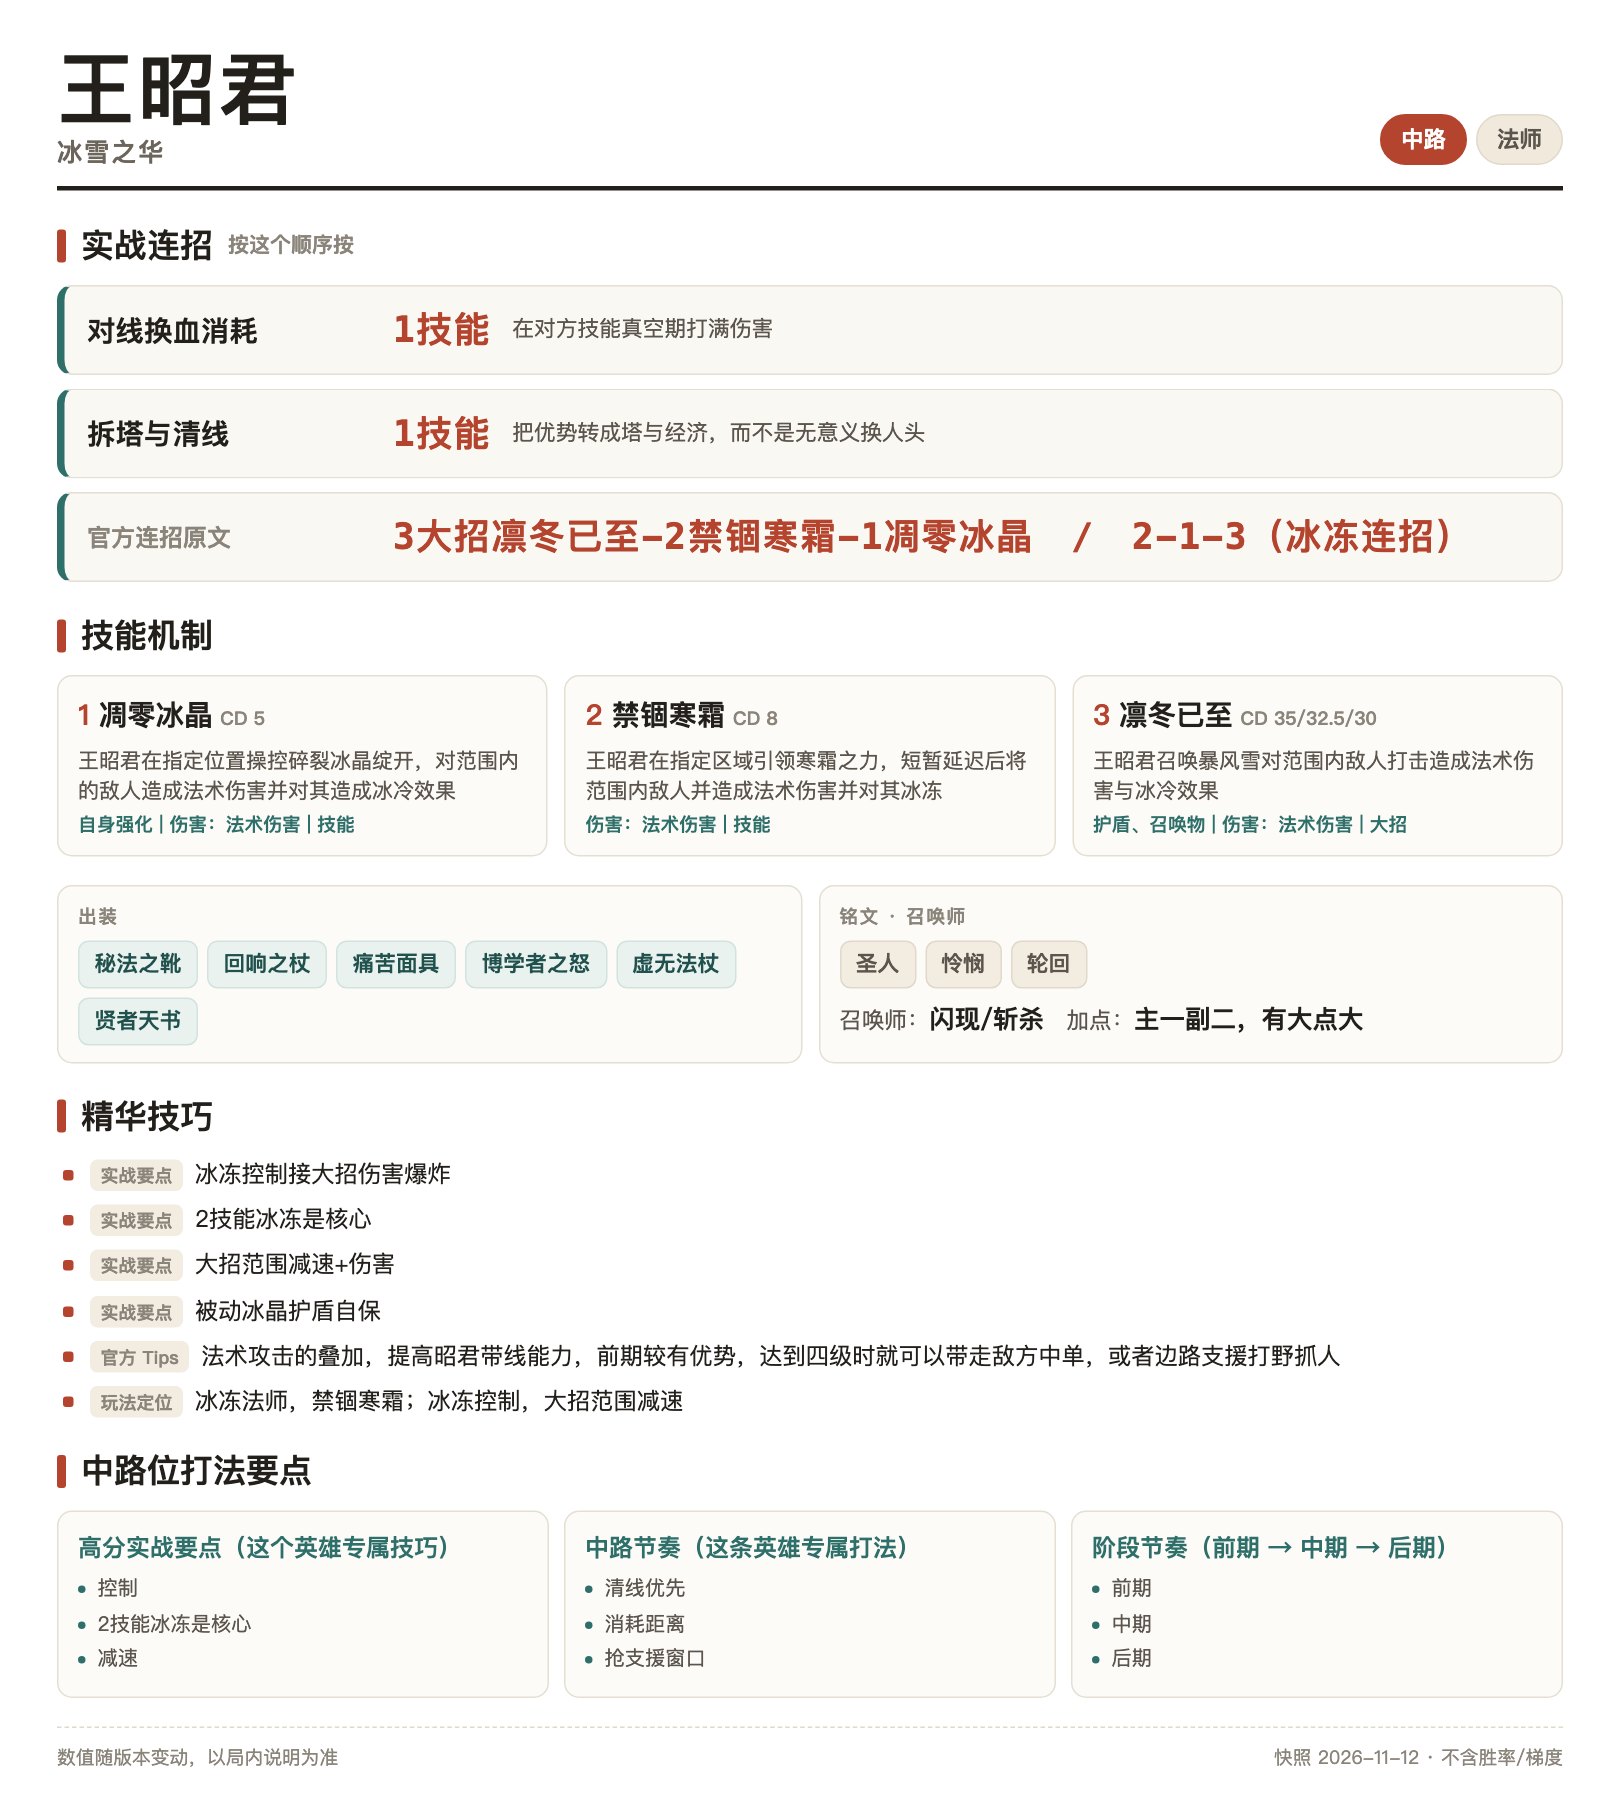 王昭君
冰雪之华
中路 法师
实战连招 按这个顺序按
对线换血消耗 1技能 在对方技能真空期打满伤害
拆塔与清线 1技能 把优势转成塔与经济，而不是无意义换人头
官方连招原文 3大招凛冬已至-2禁锢寒霜-1凋零冰晶 / 2-1-3（冰冻连招）
技能机制
1 凋零冰晶 CD 5
王昭君在指定位置操控碎裂冰晶绽开，对范围内
的敌人造成法术伤害并对其造成冰冷效果
自身强化 | 伤害：法术伤害 | 技能
2 禁锢寒霜 CD 8
王昭君在指定区域引领寒霜之力，短暂延迟后将
范围内敌人并造成法术伤害并对其冰冻
伤害：法术伤害 | 技能
3 凛冬已至 CD 35/32.5/30
王昭君召唤暴风雪对范围内敌人打击造成法术伤
害与冰冷效果
护盾、召唤物 | 伤害：法术伤害 | 大招
出装
秘法之靴 回响之杖 痛苦面具 博学者之怒 虚无法杖
贤者天书
铭文 · 召唤师
圣人 怜悯 轮回
召唤师：闪现/斩杀 加点：主一副二，有大点大
精华技巧
实战要点 冰冻控制接大招伤害爆炸
实战要点 2技能冰冻是核心
实战要点 大招范围减速+伤害
实战要点 被动冰晶护盾自保
官方 Tips 法术攻击的叠加，提高昭君带线能力，前期较有优势，达到四级时就可以带走敌方中单，或者边路支援打野抓人
玩法定位 冰冻法师，禁锢寒霜；冰冻控制，大招范围减速
中路位打法要点
高分实战要点（这个英雄专属技巧）
控制
2技能冰冻是核心
减速
中路节奏（这条英雄专属打法）
清线优先
消耗距离
抢支援窗口
阶段节奏（前期 → 中期 → 后期）
前期
中期
后期
数值随版本变动，以局内说明为准
快照 2026-11-12 · 不含胜率/梯度